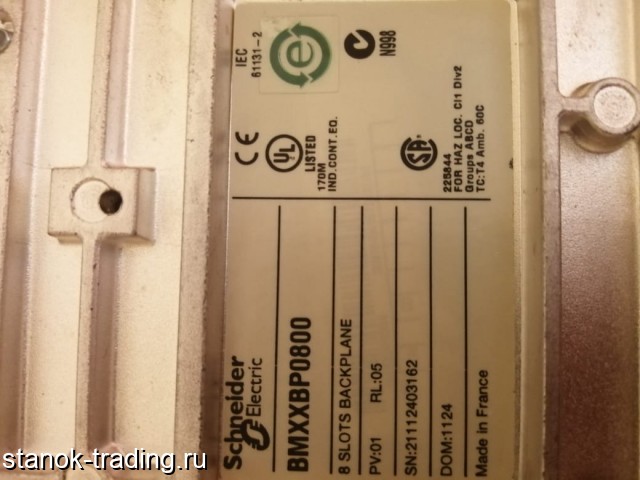 Schneider
Electric
BMXXBP0800
8 SLOTS BACKPLANE
PV:01 RL:05
SN:21112403162
DOM:1124
Made in France
IEC
61131-2
e
N998
CE
UL
LISTED
170M
IND.CONT.EQ.
SA
225844
FOR HAZ LOC. Cl1 Div2
Groups ABCD
TC:T4 Amb. 60C
stanok-trading.ru